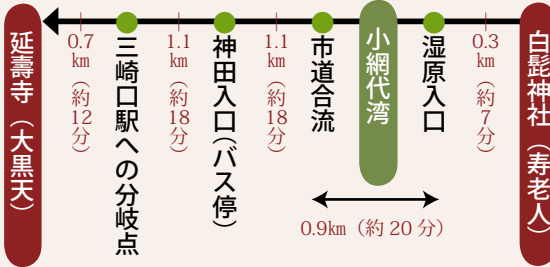 白髭神社（寿老人）
0.3㎞（約7分）
湿原入口
小網代湾
0.9㎞（約 20 分）
市道合流
1.1㎞（約18分）
神田入口（バス停）
1.1㎞（約18分）
三崎口駅への分岐点
0.7㎞（約12分）
延壽寺（大黒天）